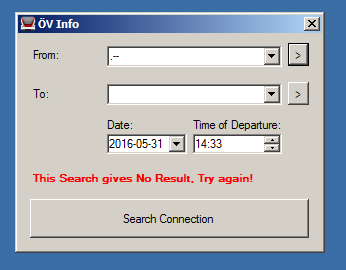 ÖV Info
From:
.--
>
To:
>
Date:
Time of Departure:
2016-05-31
14:33
This Search gives No Result, Try again!
Search Connection